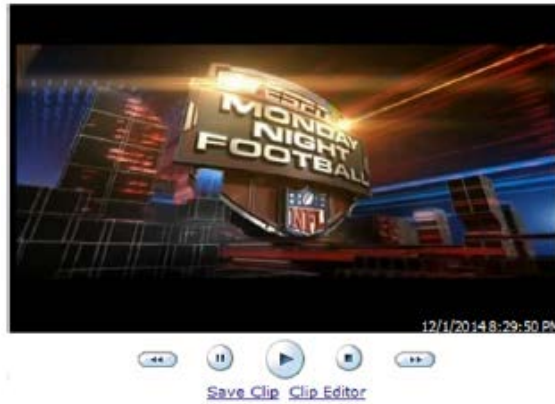 ESPN
MONDAY
NIGHT
FOOTBALL
NFL
12/1/2014 8:29:50 PM
Save Clip Clip Editor